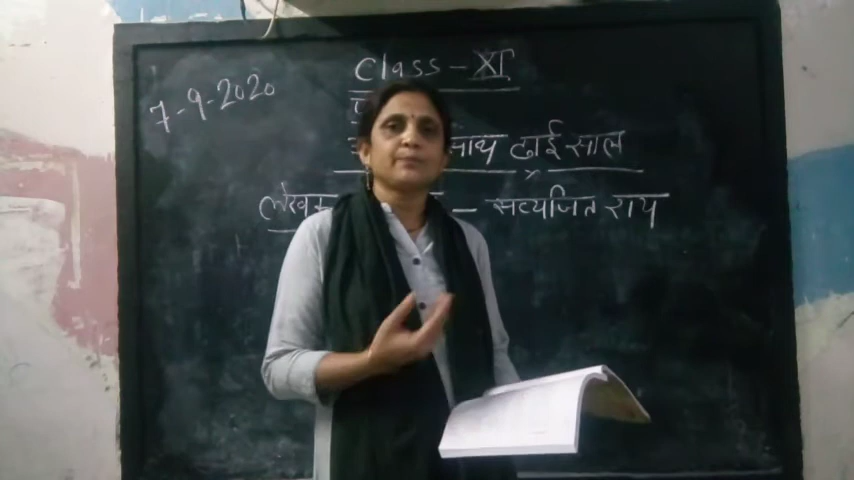 7-9-2020
Class - XI
साथ ढाई साल
लेखक - सत्यजित राय